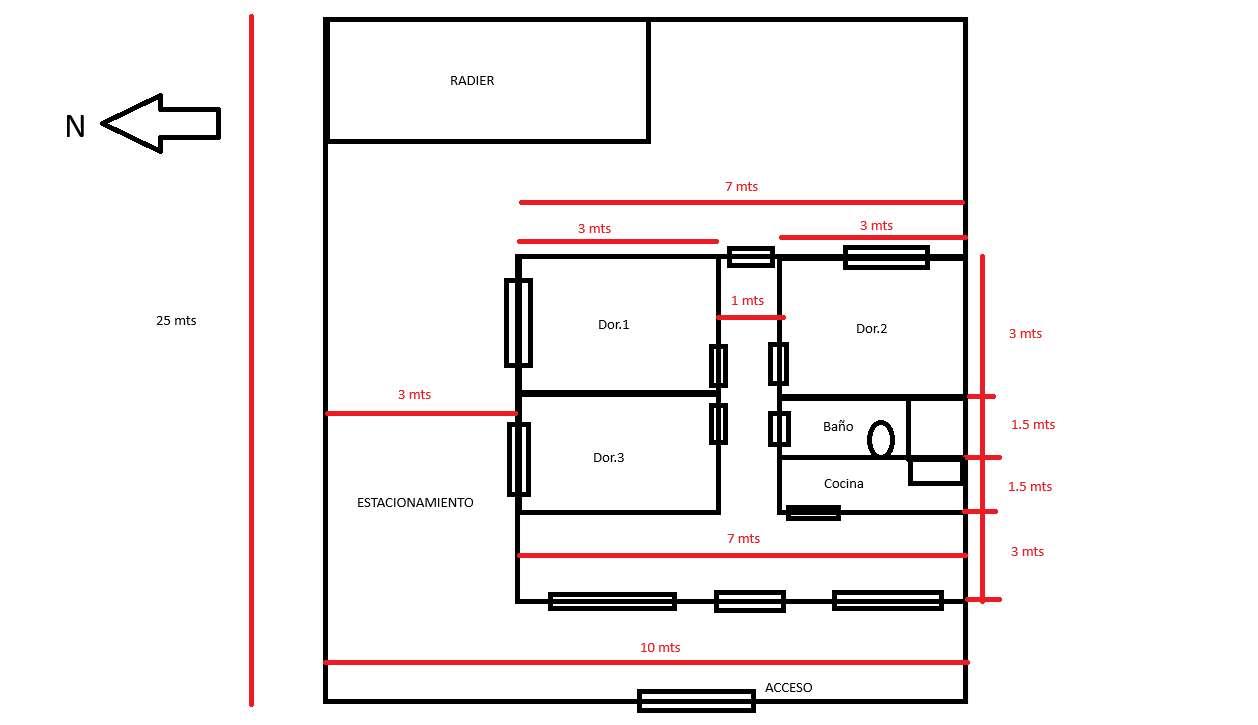 RADIER
N
7 mts
3 mts
3 mts
1 mts
25 mts
Dor.1
Dor.2
3 mts
3 mts
Baño
1.5 mts
Dor.3
Cocina
1.5 mts
ESTACIONAMIENTO
7 mts
3 mts
10 mts
ACCESO